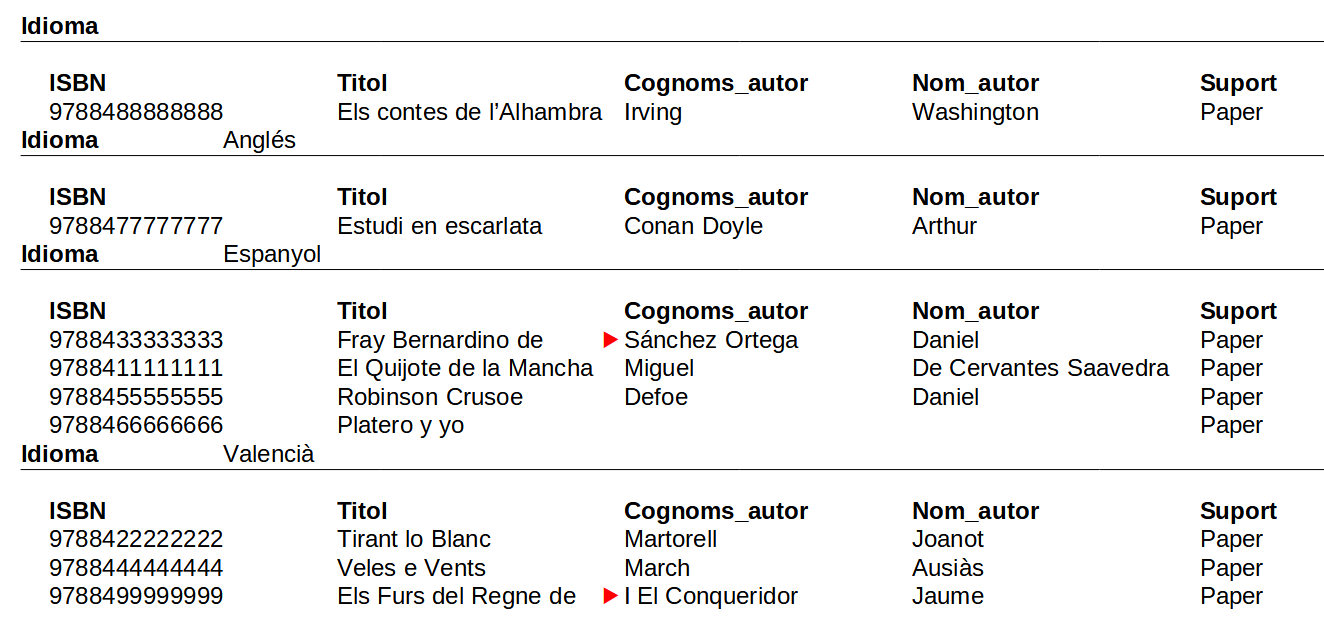 Idioma
ISBN Titol Cognoms_autor Nom_autor Suport
9788488888888 Els contes de l’Alhambra Irving Washington Paper
Idioma Anglés
ISBN Titol Cognoms_autor Nom_autor Suport
9788477777777 Estudi en escarlata Conan Doyle Arthur Paper
Idioma Espanyol
ISBN Titol Cognoms_autor Nom_autor Suport
9788433333333 Fray Bernardino de Sánchez Ortega Daniel Paper
9788411111111 El Quijote de la Mancha Miguel De Cervantes Saavedra Paper
9788455555555 Robinson Crusoe Defoe Daniel Paper
9788466666666 Platero y yo Paper
Idioma Valencià
ISBN Titol Cognoms_autor Nom_autor Suport
9788422222222 Tirant lo Blanc Martorell Joanot Paper
9788444444444 Veles e Vents March Ausiàs Paper
9788499999999 Els Furs del Regne de I El Conqueridor Jaume Paper